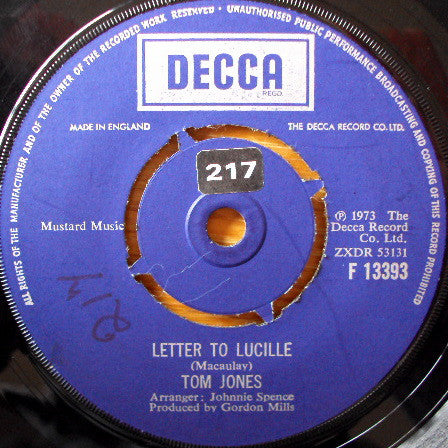 ALL RIGHTS OF THE MANUFACTURER AND OF THE OWNER OF THE RECORDED WORK RESERVED. • UNAUTHORISED PUBLIC PERFORMANCE BROADCASTING AND COPYING OF THIS RECORD PROHIBITED
DECCA
REGD.
MADE IN ENGLAND
THE DECCA RECORD CO. LTD.
217
Mustard Music
℗ 1973 The
Decca Record
Co. Ltd.
ZXDR 53131
F 13393
LETTER TO LUCILLE
(Macaulay)
TOM JONES
Arranger: Johnnie Spence
Produced by Gordon Mills